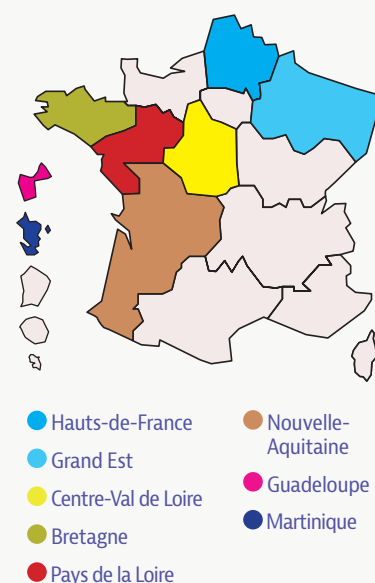 Hauts-de-France
Grand Est
Centre-Val de Loire
Bretagne
Pays de la Loire
Nouvelle-
Aquitaine
Guadeloupe
Martinique